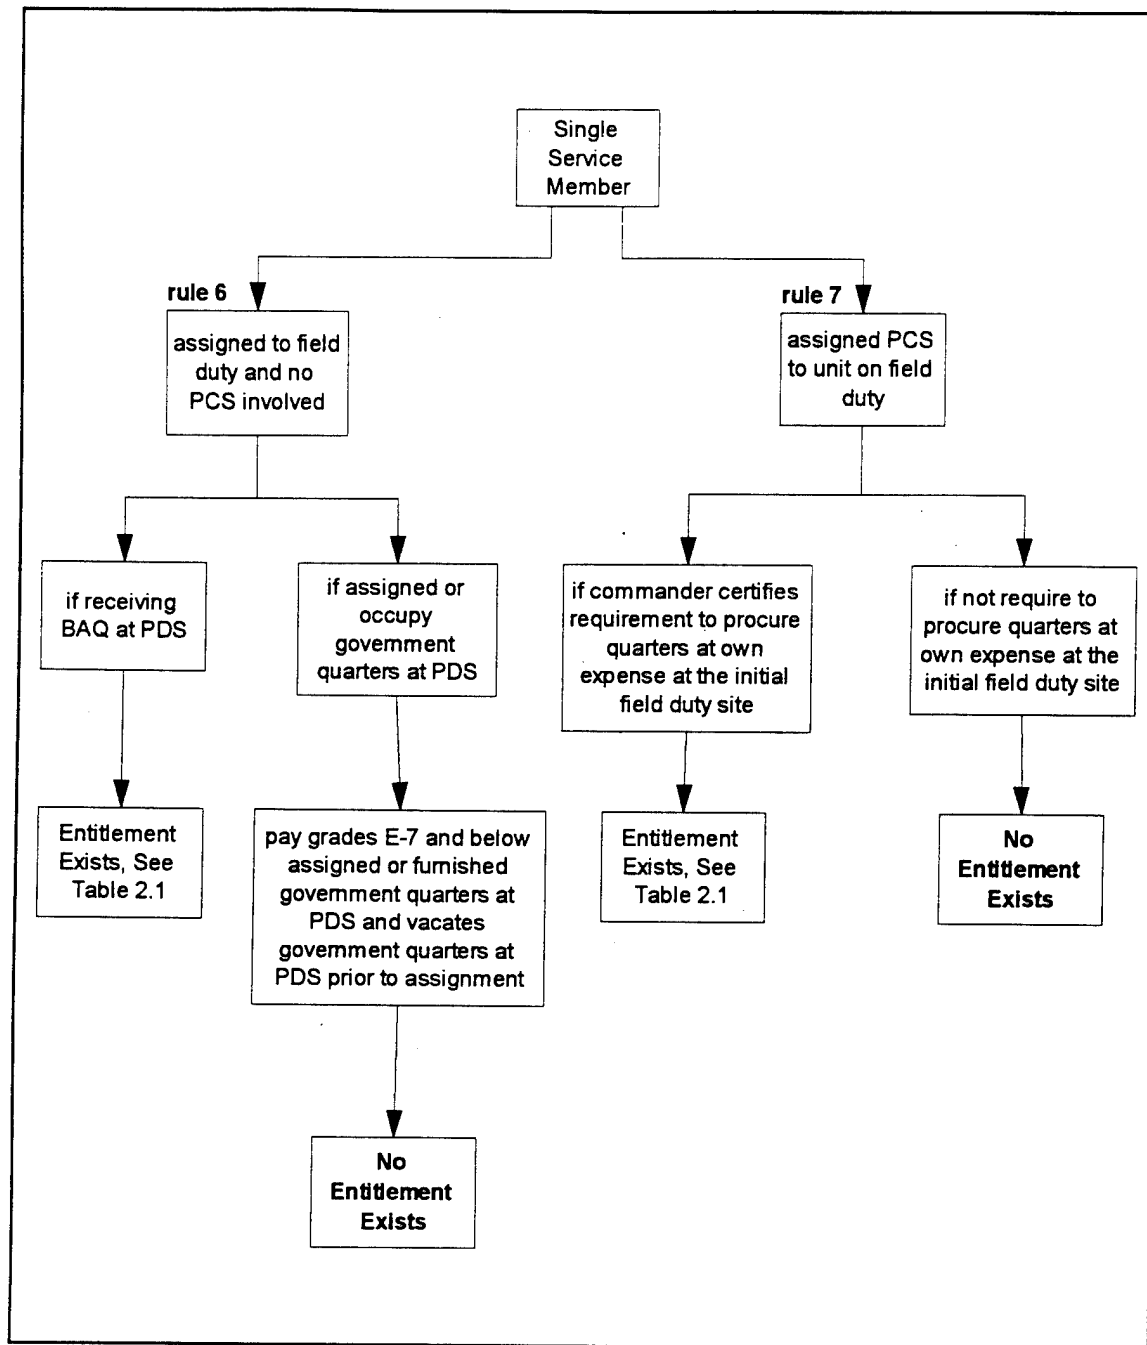 Single
Service
Member
rule 6
assigned to field
duty and no
PCS involved
rule 7
assigned PCS
to unit on field
duty
if receiving
BAQ at PDS
if assigned or
occupy
government
quarters at PDS
if commander certifies
requirement to procure
quarters at own
expense at the initial
field duty site
if not require to
procure quarters at
own expense at the
initial field duty site
Entitlement
Exists, See
Table 2.1
pay grades E-7 and below
assigned or furnished
government quarters at
PDS and vacates
government quarters at
PDS prior to assignment
Entitlement
Exists, See
Table 2.1
No
Entitlement
Exists
No
Entitlement
Exists